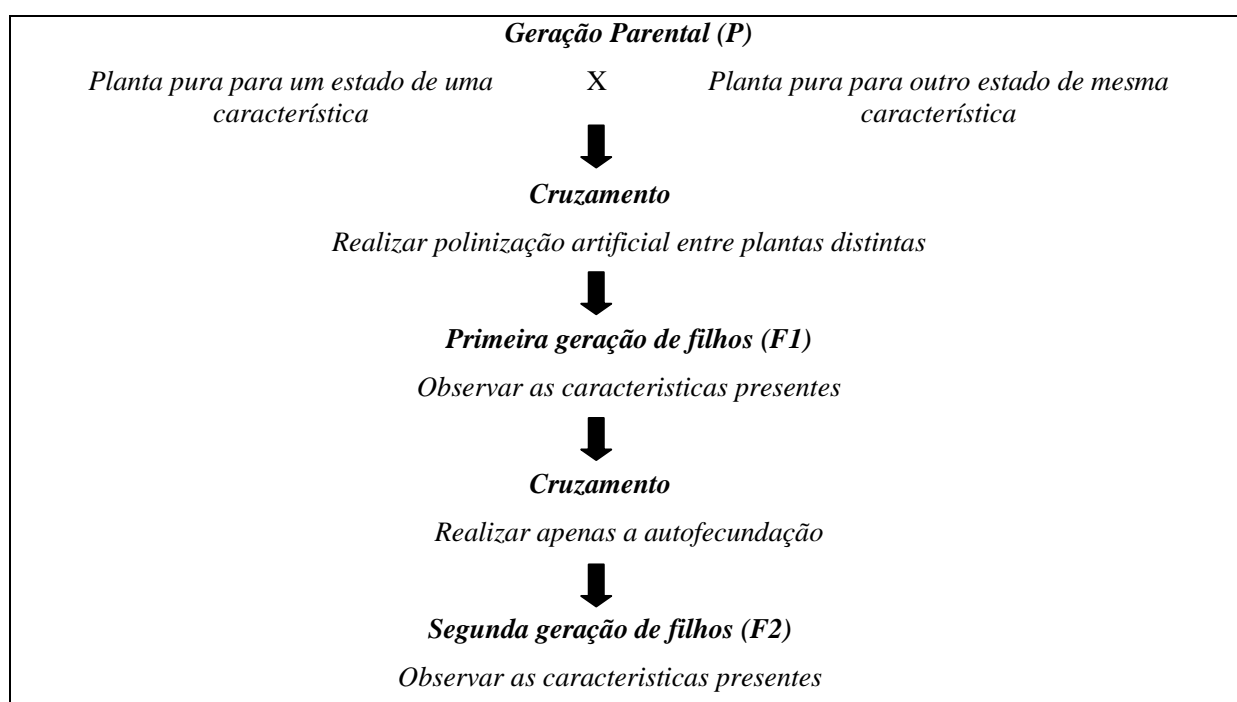 Geração Parental (P)
Planta pura para um estado de uma
característica
X
Planta pura para outro estado de mesma
característica
Cruzamento
Realizar polinização artificial entre plantas distintas
Primeira geração de filhos (F1)
Observar as caracteristicas presentes
Cruzamento
Realizar apenas a autofecundação
Segunda geração de filhos (F2)
Observar as caracteristicas presentes